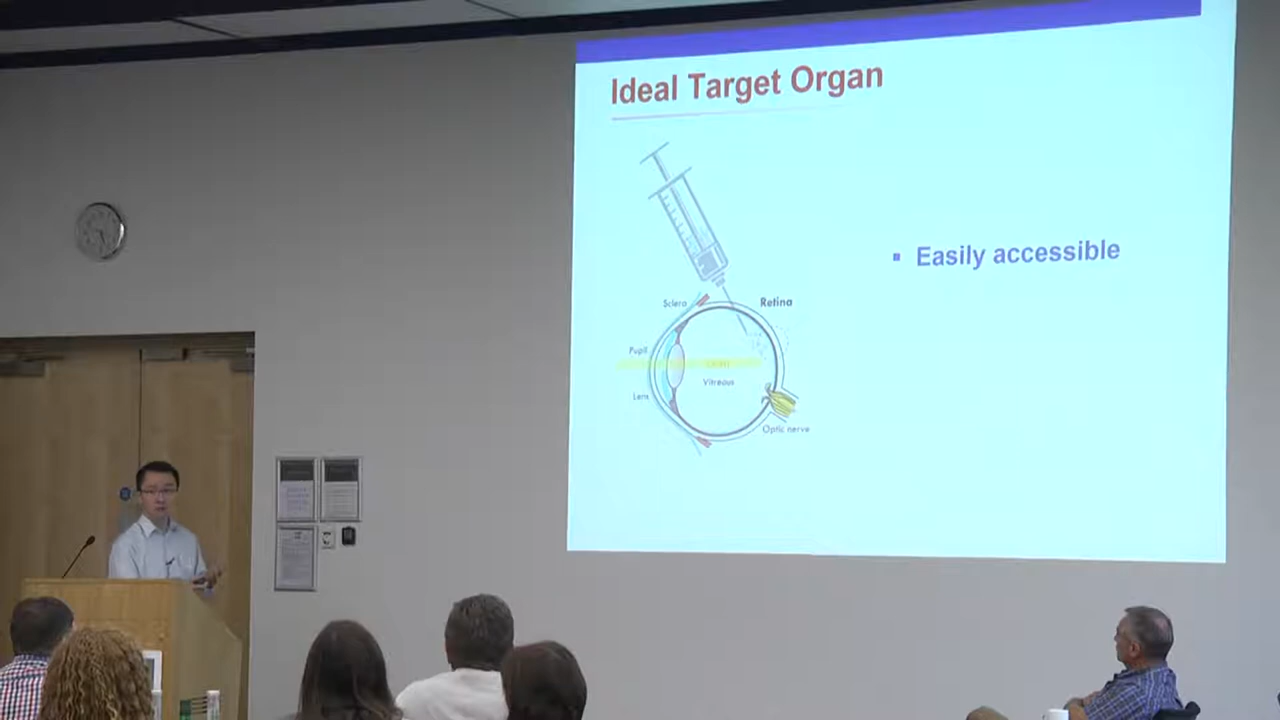 Ideal Target Organ
▪ Easily accessible
Sclera
Retina
Pupil
Vitreous
Lens
Optic nerve